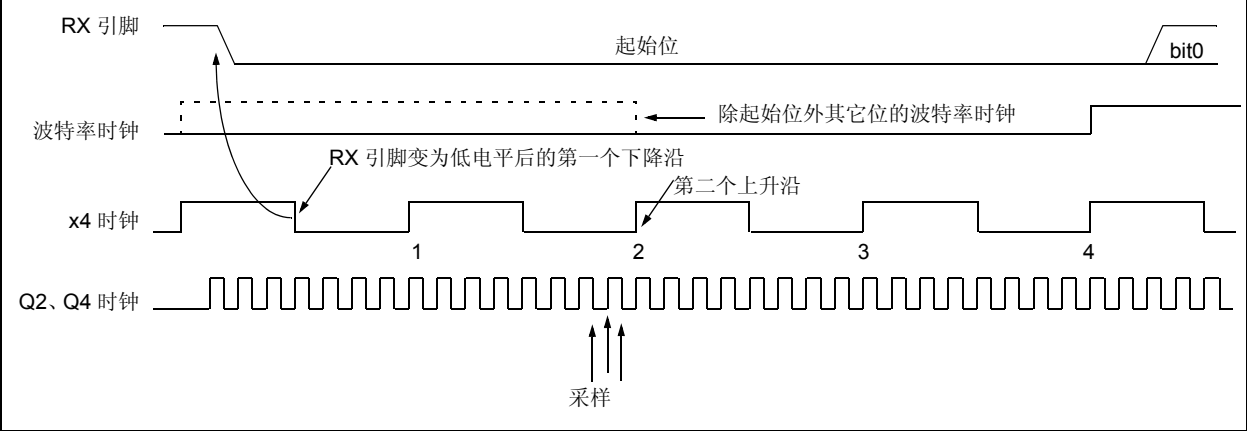 RX 引脚
起始位
bit0
波特率时钟
除起始位外其它位的波特率时钟
RX 引脚变为低电平后的第一个下降沿
第二个上升沿
x4 时钟
1 2 3 4
Q2、Q4 时钟
采样